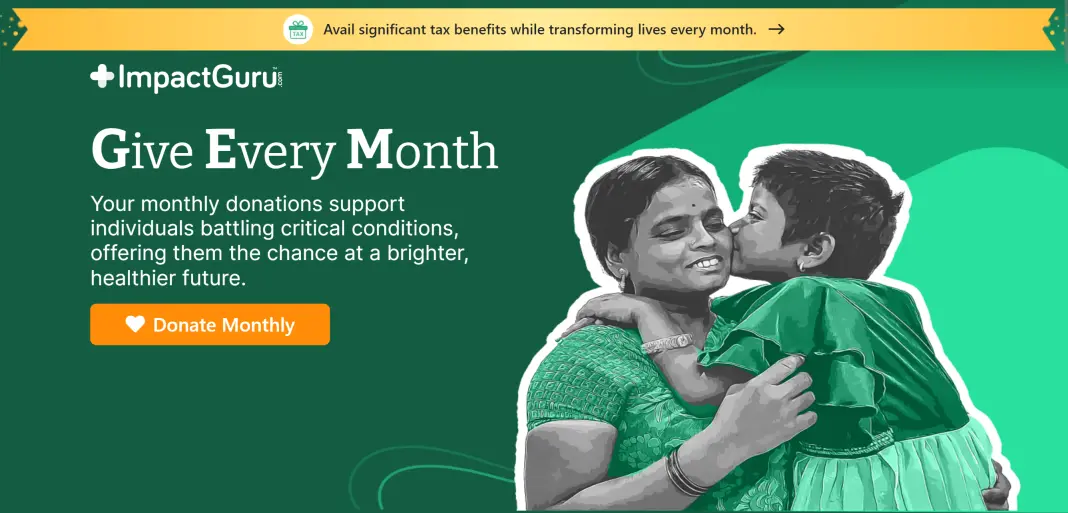 TAX
Avail significant tax benefits while transforming lives every month. →
ImpactGuru.com
Give Every Month
Your monthly donations support
individuals battling critical conditions,
offering them the chance at a brighter,
healthier future.
Donate Monthly